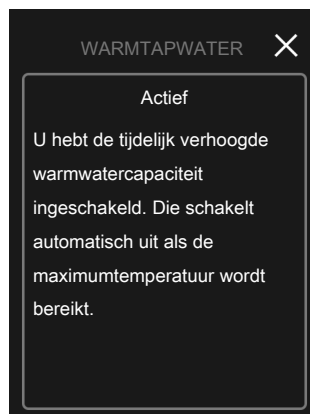 WARMTAPWATER
Actief
U hebt de tijdelijk verhoogde
warmwatercapaciteit
ingeschakeld. Die schakelt
automatisch uit als de
maximumtemperatuur wordt
bereikt.